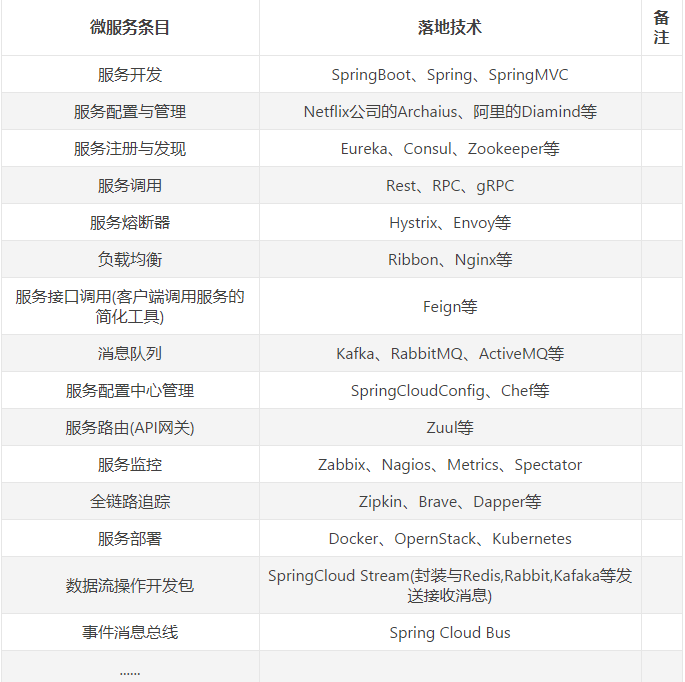 微服务条目 落地技术 备
注
服务开发 SpringBoot、Spring、SpringMVC
服务配置与管理 Netflix公司的Archaius、阿里的Diamind等
服务注册与发现 Eureka、Consul、Zookeeper等
服务调用 Rest、RPC、gRPC
服务熔断器 Hystrix、Envoy等
负载均衡 Ribbon、Nginx等
服务接口调用(客户端调用服务的
简化工具) Feign等
消息队列 Kafka、RabbitMQ、ActiveMQ等
服务配置中心管理 SpringCloudConfig、Chef等
服务路由(API网关) Zuul等
服务监控 Zabbix、Nagios、Metrics、Spectator
全链路追踪 Zipkin、Brave、Dapper等
服务部署 Docker、OpernStack、Kubernetes
数据流操作开发包 SpringCloud Stream(封装与Redis,Rabbit,Kafaka等发
送接收消息)
事件消息总线 Spring Cloud Bus
......